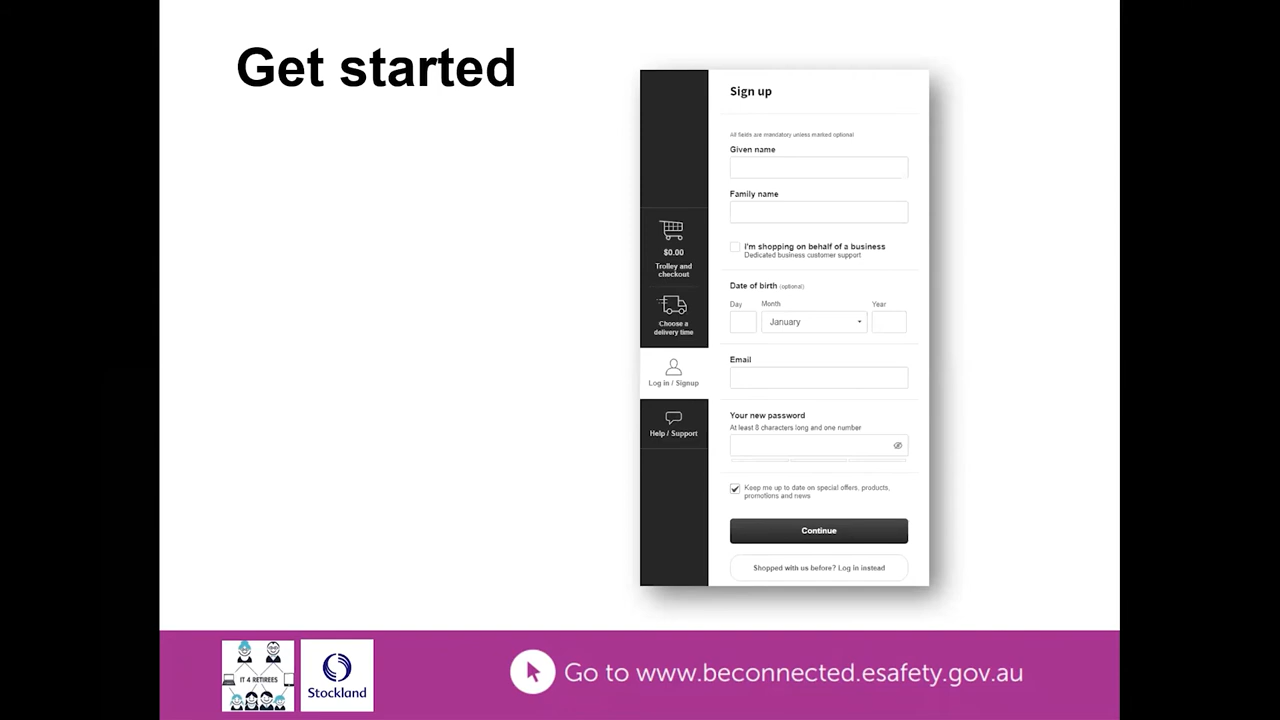 Get started
Sign up
All fields are mandatory unless marked optional
Given name
Family name
I'm shopping on behalf of a business
Dedicated business customer support
Date of birth (optional)
Day
Month
Year
January
Email
Your new password
At least 8 characters long and one number
Keep me up to date on special offers, products,
promotions and news
Continue
Shopped with us before? Log in instead
$0.00
Trolley and
checkout
Choose a
delivery time
Log in / Signup
Help / Support
IT 4 RETIREES
Stockland
Go to www.beconnected.esafety.gov.au